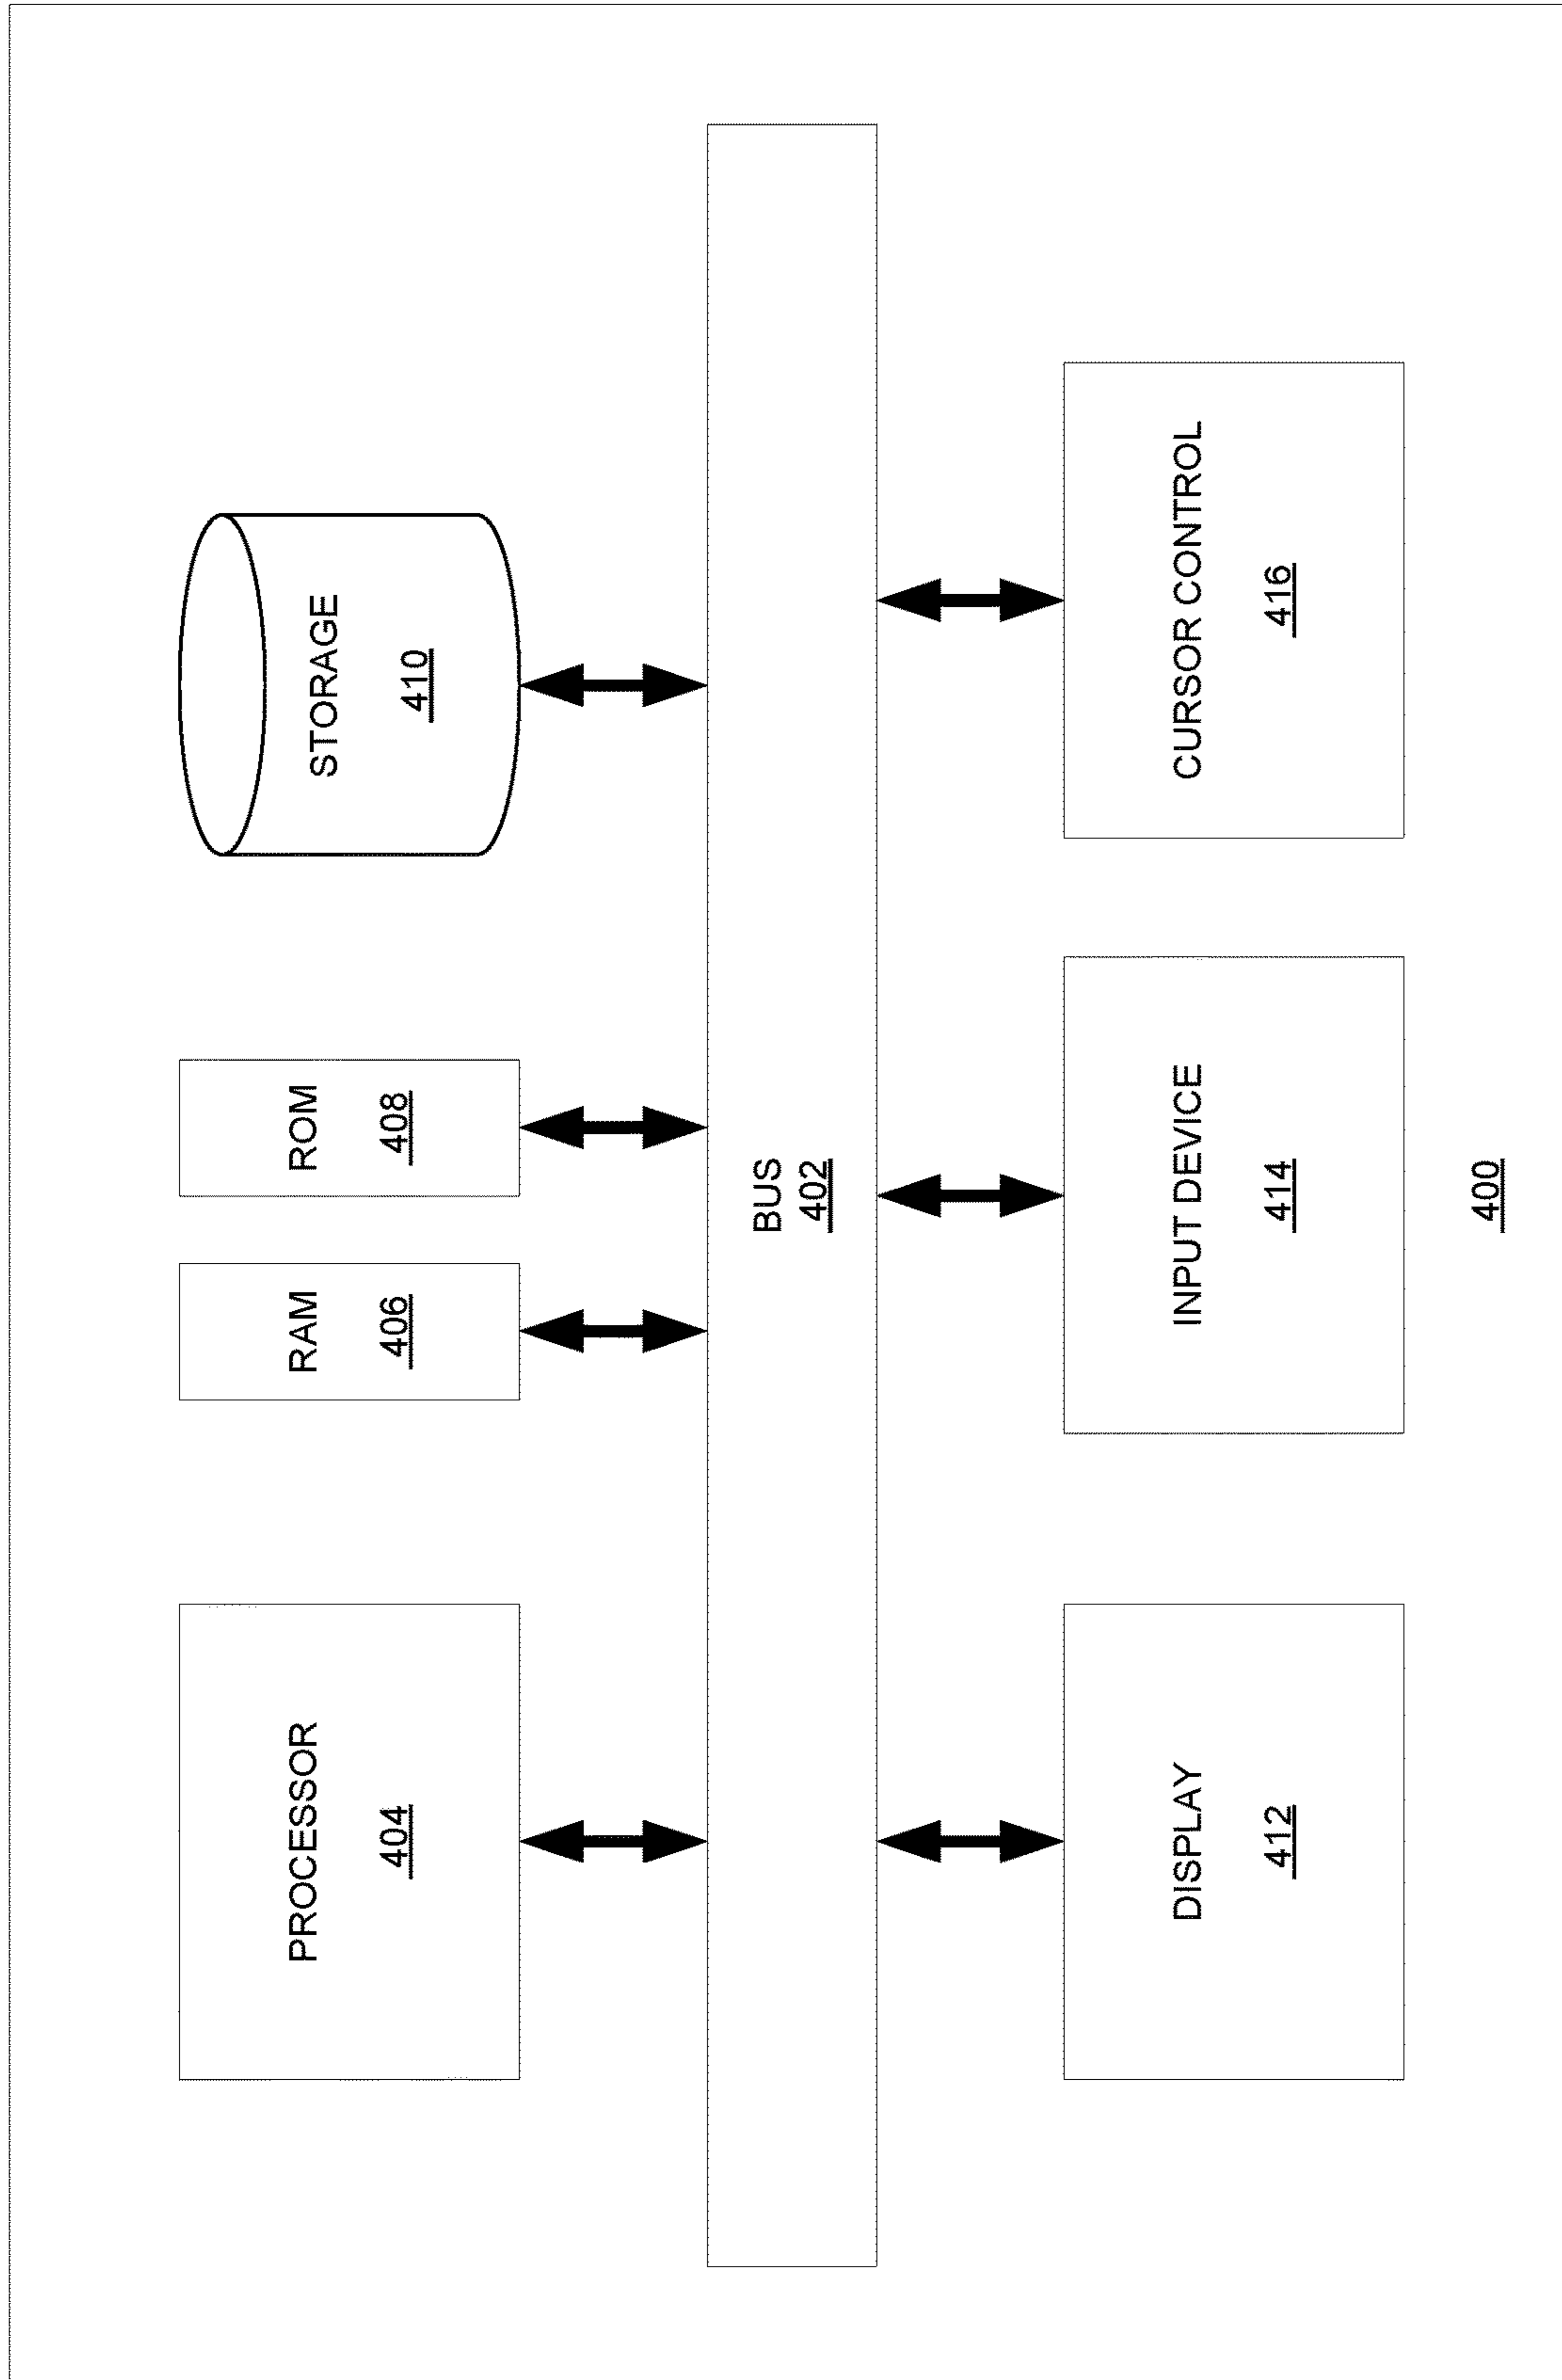 PROCESSOR
404
RAM
406
ROM
408
STORAGE
410
BUS
402
DISPLAY
412
INPUT DEVICE
414
CURSOR CONTROL
416
400